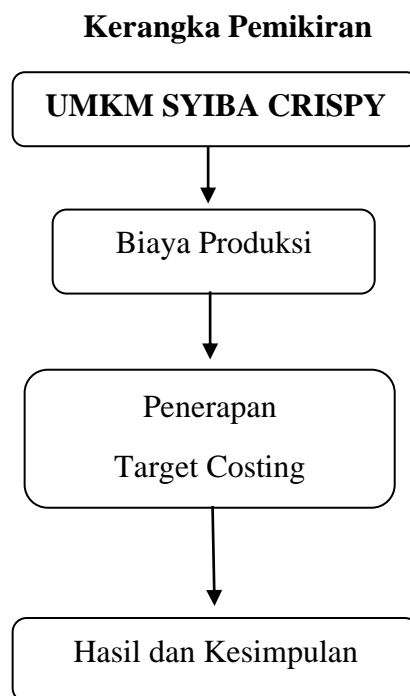 Kerangka Pemikiran
UMKM SYIBA CRISPY
Biaya Produksi
Penerapan
Target Costing
Hasil dan Kesimpulan